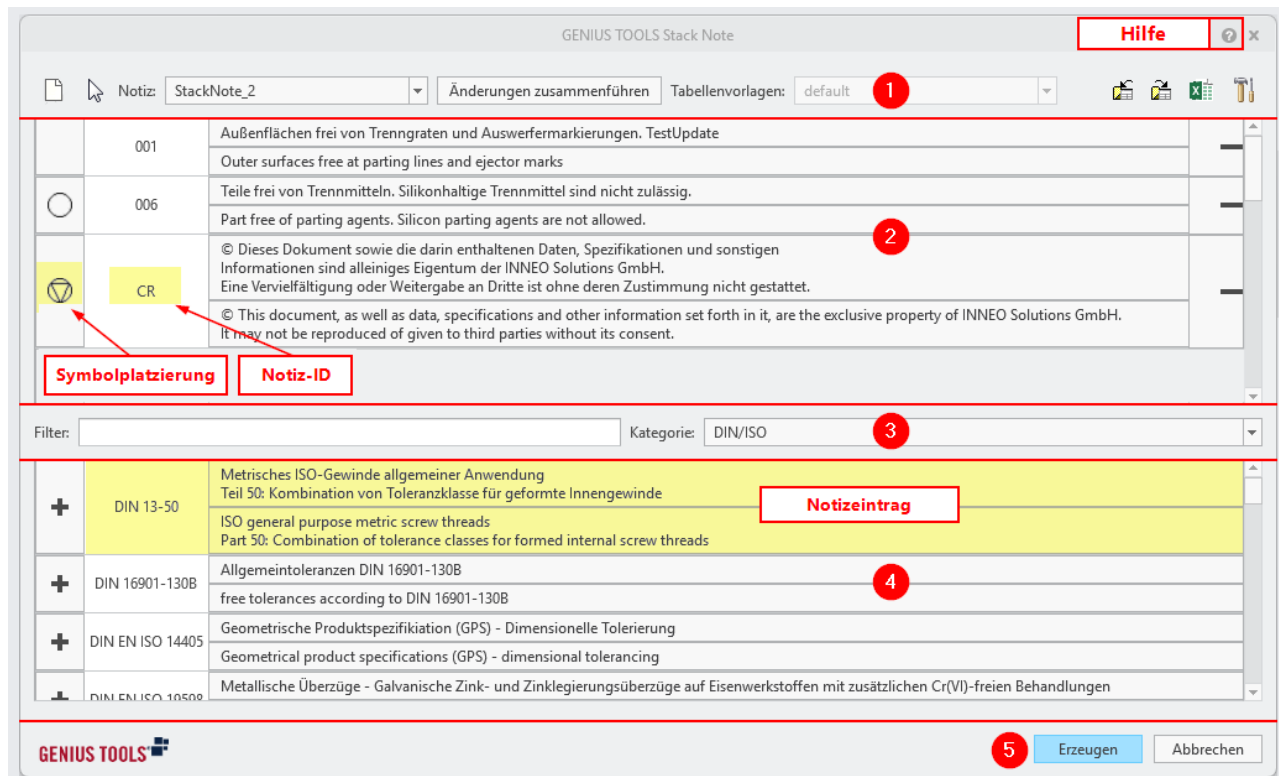 GENIUS TOOLS Stack Note
Hilfe
Notiz: StackNote_2 Änderungen zusammenführen Tabellenvorlagen: default 1
001
Außenflächen frei von Trenngraten und Auswerfermarkierungen. TestUpdate
Outer surfaces free at parting lines and ejector marks
006
Teile frei von Trennmitteln. Silikonhaltige Trennmittel sind nicht zulässig.
Part free of parting agents. Silicon parting agents are not allowed.
2
CR
© Dieses Dokument sowie die darin enthaltenen Daten, Spezifikationen und sonstigen
Informationen sind alleiniges Eigentum der INNEO Solutions GmbH.
Eine Vervielfältigung oder Weitergabe an Dritte ist ohne deren Zustimmung nicht gestattet.
© This document, as well as data, specifications and other information set forth in it, are the exclusive property of INNEO Solutions GmbH.
It may not be reproduced of given to third parties without its consent.
Symbolplatzierung
Notiz-ID
Filter: Kategorie: DIN/ISO 3
DIN 13-50
Metrisches ISO-Gewinde allgemeiner Anwendung
Teil 50: Kombination von Toleranzklasse für geformte Innengewinde
Notizeintrag
ISO general purpose metric screw threads
Part 50: Combination of tolerance classes for formed internal screw threads
DIN 16901-130B
Allgemeintoleranzen DIN 16901-130B
free tolerances according to DIN 16901-130B
4
DIN EN ISO 14405
Geometrische Produktspezifikiation (GPS) - Dimensionelle Tolerierung
Geometrical product specifications (GPS) - dimensional tolerancing
DIN EN ISO 19598
Metallische Überzüge - Galvanische Zink- und Zinklegierungsüberzüge auf Eisenwerkstoffen mit zusätzlichen Cr(VI)-freien Behandlungen
GENIUS TOOLS
5 Erzeugen Abbrechen